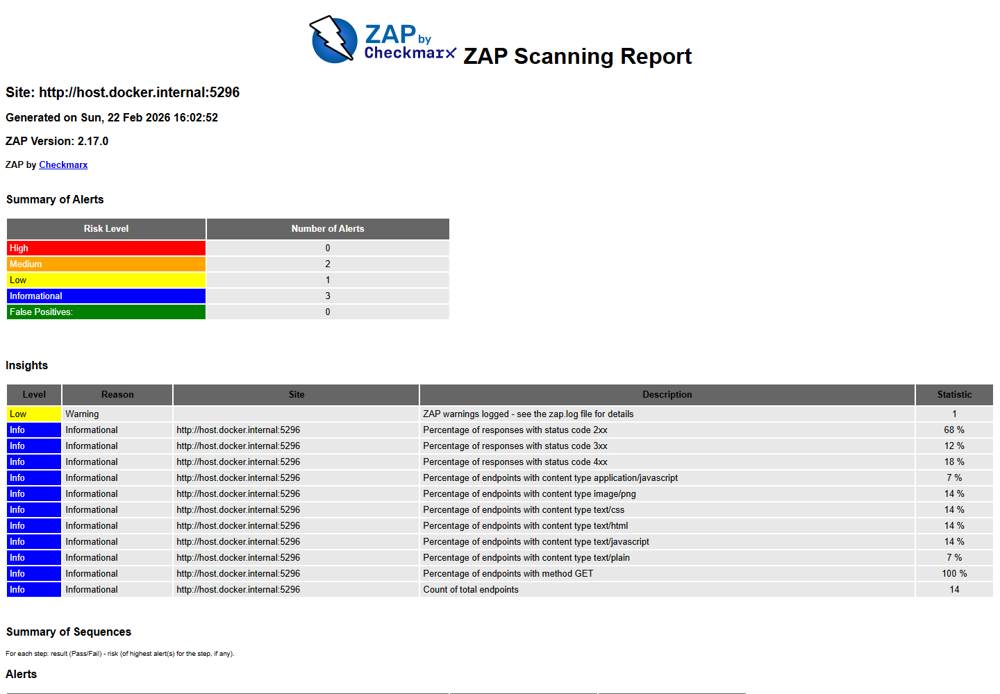 ZAP by
Checkmarx ZAP Scanning Report
Site: http://host.docker.internal:5296
Generated on Sun, 22 Feb 2026 16:02:52
ZAP Version: 2.17.0
ZAP by Checkmarx
Summary of Alerts
Risk Level Number of Alerts
High 0
Medium 2
Low 1
Informational 3
False Positives: 0
Insights
Level Reason Site Description Statistic
Low Warning ZAP warnings logged - see the zap.log file for details 1
Info Informational http://host.docker.internal:5296 Percentage of responses with status code 2xx 68 %
Info Informational http://host.docker.internal:5296 Percentage of responses with status code 3xx 12 %
Info Informational http://host.docker.internal:5296 Percentage of responses with status code 4xx 18 %
Info Informational http://host.docker.internal:5296 Percentage of endpoints with content type application/javascript 7 %
Info Informational http://host.docker.internal:5296 Percentage of endpoints with content type image/png 14 %
Info Informational http://host.docker.internal:5296 Percentage of endpoints with content type text/css 14 %
Info Informational http://host.docker.internal:5296 Percentage of endpoints with content type text/html 14 %
Info Informational http://host.docker.internal:5296 Percentage of endpoints with content type text/javascript 14 %
Info Informational http://host.docker.internal:5296 Percentage of endpoints with content type text/plain 7 %
Info Informational http://host.docker.internal:5296 Percentage of endpoints with method GET 100 %
Info Informational http://host.docker.internal:5296 Count of total endpoints 14
Summary of Sequences
For each step: result (Pass/Fail) - risk (of highest alert(s) for the step, if any).
Alerts